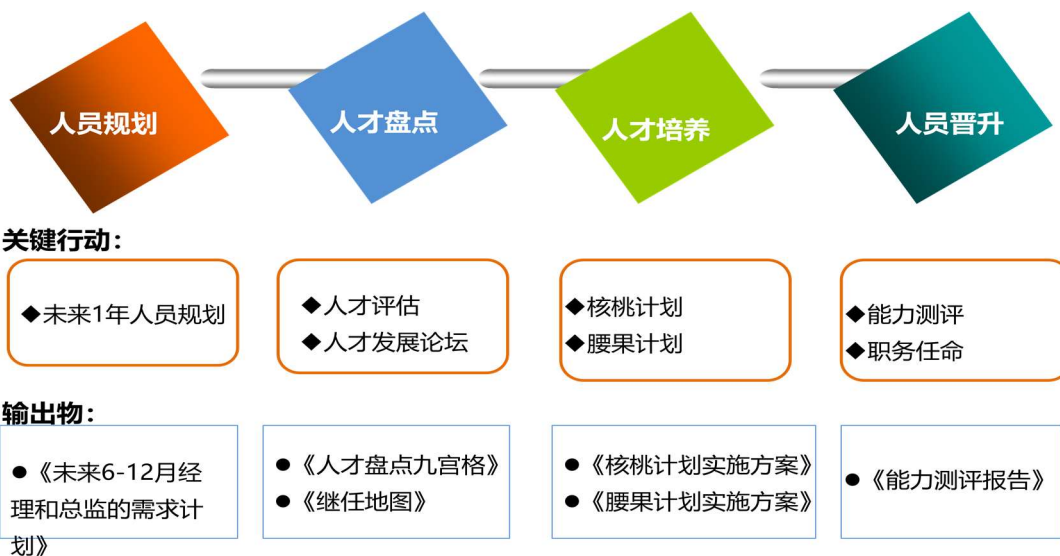 人员规划
人才盘点
人才培养
人员晋升
关键行动：
◆未来1年人员规划
◆人才评估
◆人才发展论坛
◆核桃计划
◆腰果计划
◆能力测评
◆职务任命
输出物：
●《未来6-12月经
理和总监的需求计
划》
●《人才盘点九宫格》
●《继任地图》
●《核桃计划实施方案》
●《腰果计划实施方案》
●《能力测评报告》